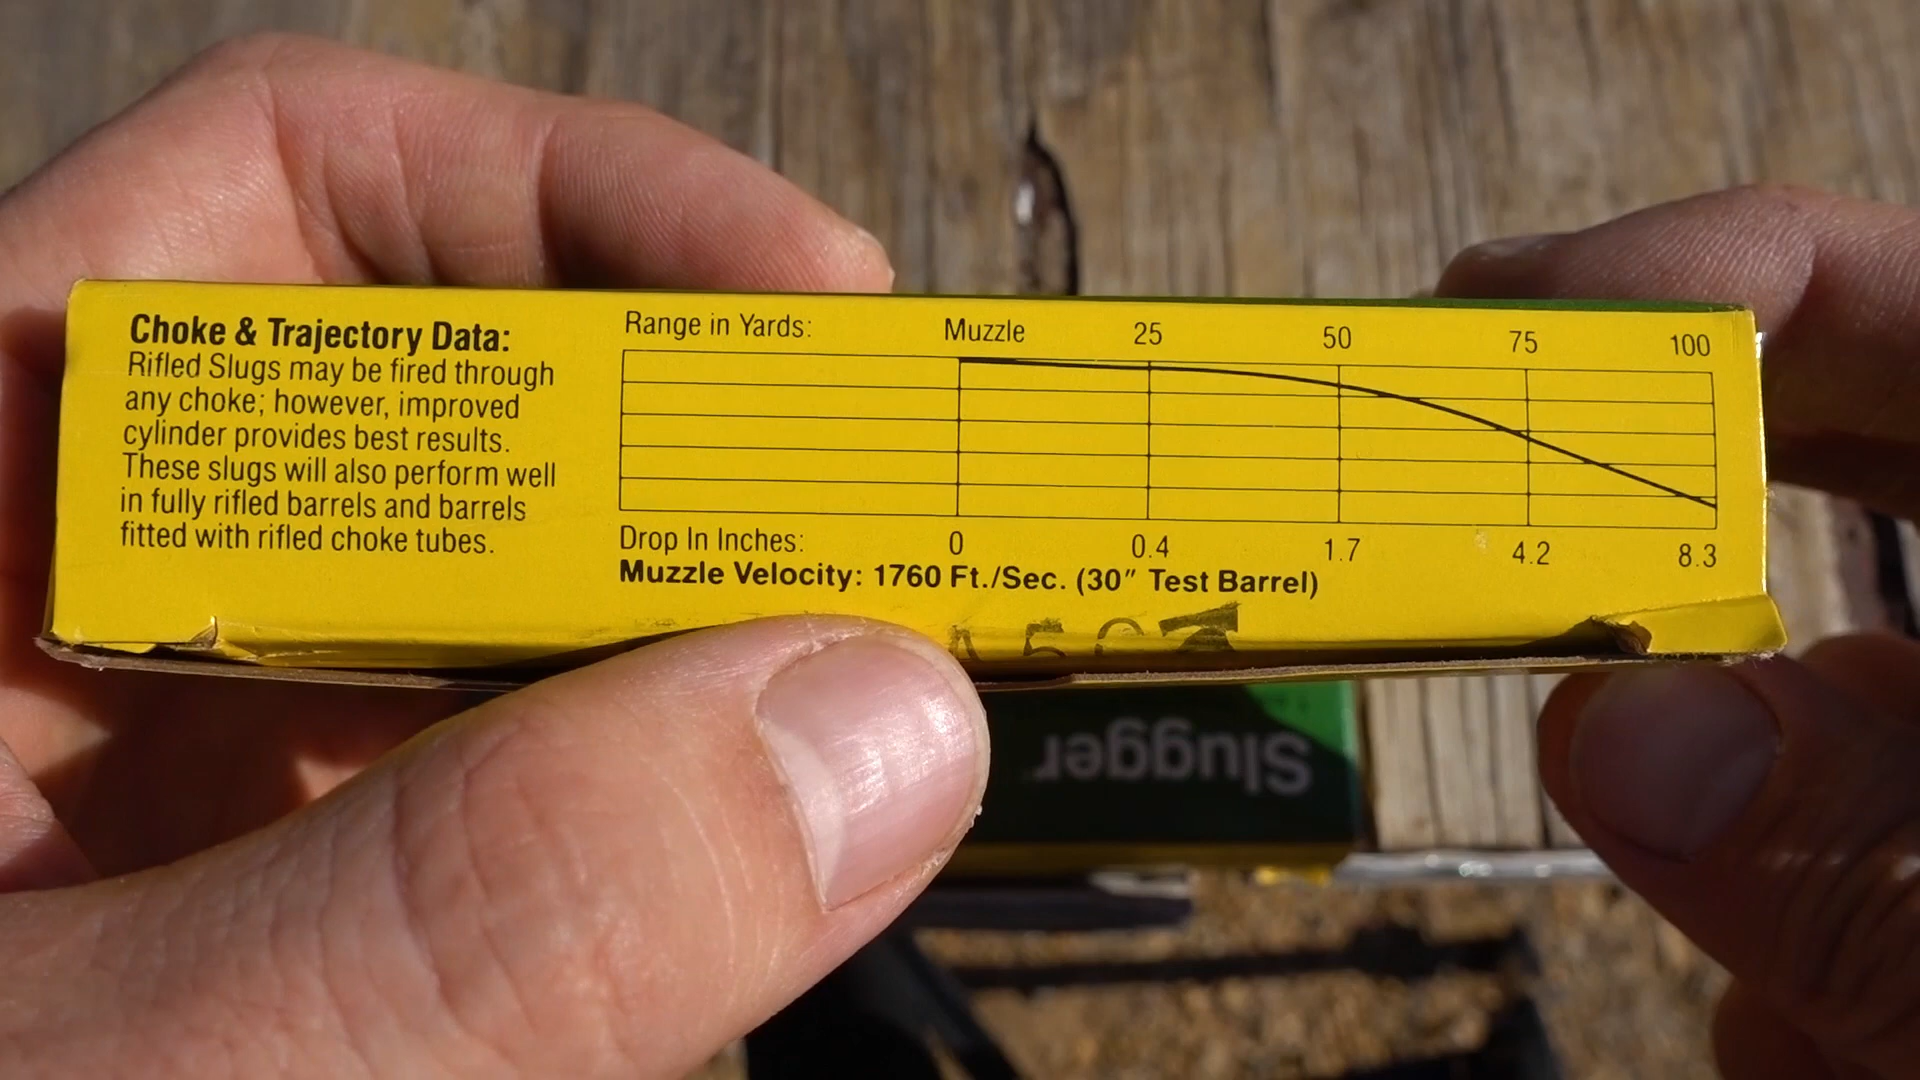 Choke & Trajectory Data:
Rifled Slugs may be fired through
any choke; however, improved
cylinder provides best results.
These slugs will also perform well
in fully rifled barrels and barrels
fitted with rifled choke tubes.
Range in Yards: Muzzle 25 50 75 100
Drop In Inches: 0 0.4 1.7 4.2 8.3
Muzzle Velocity: 1760 Ft./Sec. (30" Test Barrel)
Slugger